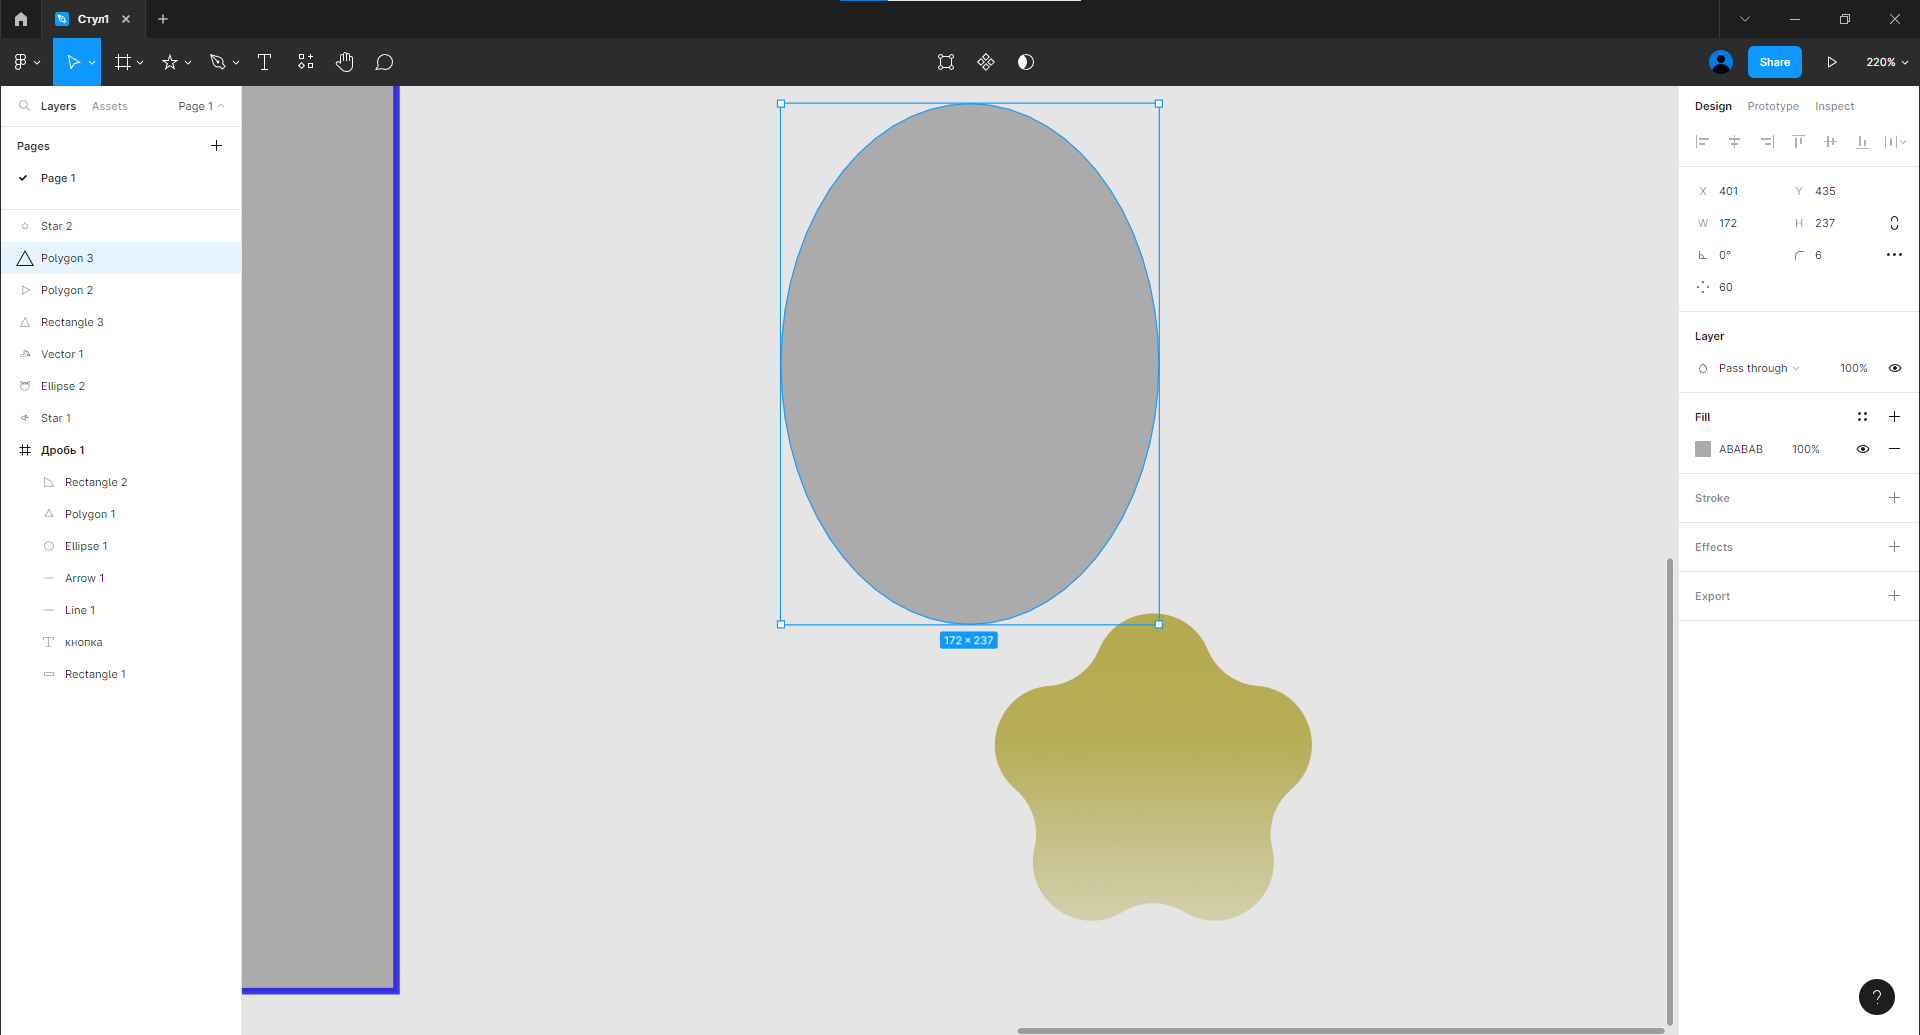 Стул1
Share
220%
Layers Assets Page 1
Pages
Page 1
Star 2
Polygon 3
Polygon 2
Rectangle 3
Vector 1
Ellipse 2
Star 1
Дробь 1
Rectangle 2
Polygon 1
Ellipse 1
Arrow 1
Line 1
кнопка
Rectangle 1
172 × 237
Design Prototype Inspect
X 401 Y 435
W 172 H 237
0° 6
60
Layer
Pass through 100%
Fill
ABABAB 100%
Stroke
Effects
Export
?